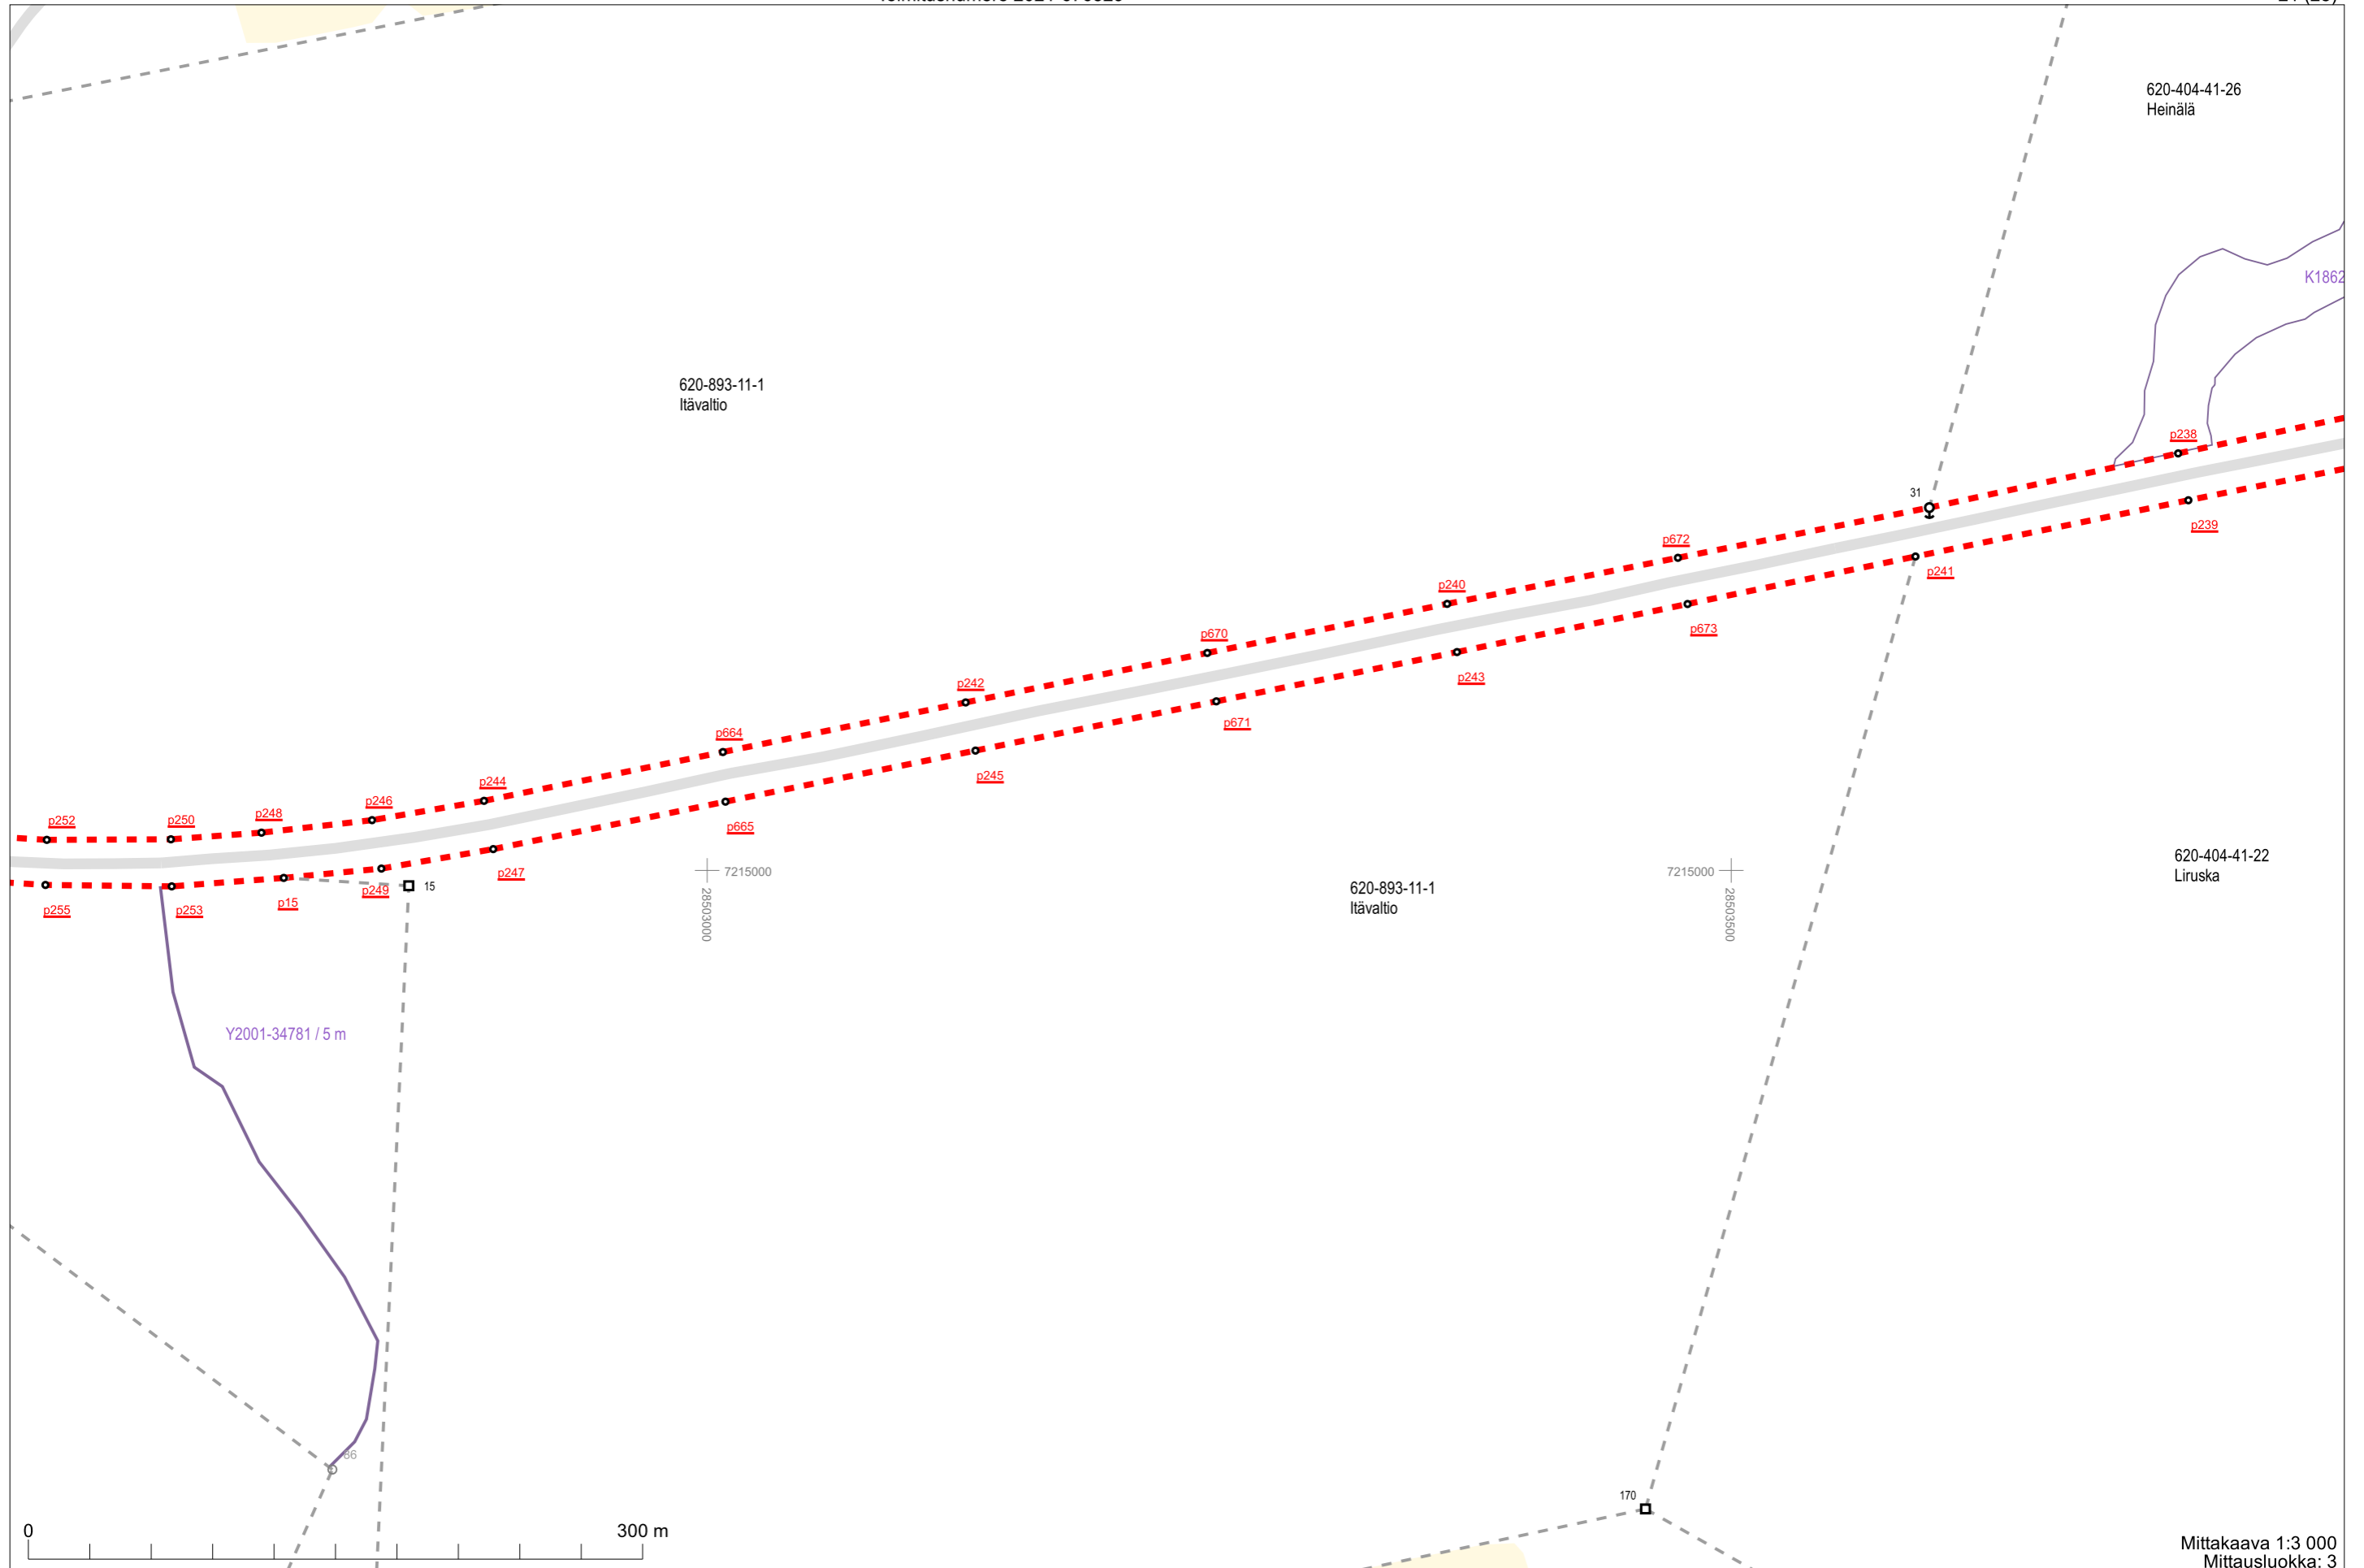 620-404-41-26
Heinälä
K1862
620-893-11-1
Itävaltio
p238
31
p239
p672
p241
p240
p673
p670
p243
p242
p671
p664
p245
p244
p246
p248
p250
p252
p665
p247
p249
15
p15
p253
p255
7215000
28503000
7215000
28503500
620-404-41-22
Liruska
620-893-11-1
Itävaltio
Y2001-34781 / 5 m
86
170
0
300 m
Mittakaava 1:3 000
Mittausluokka: 3